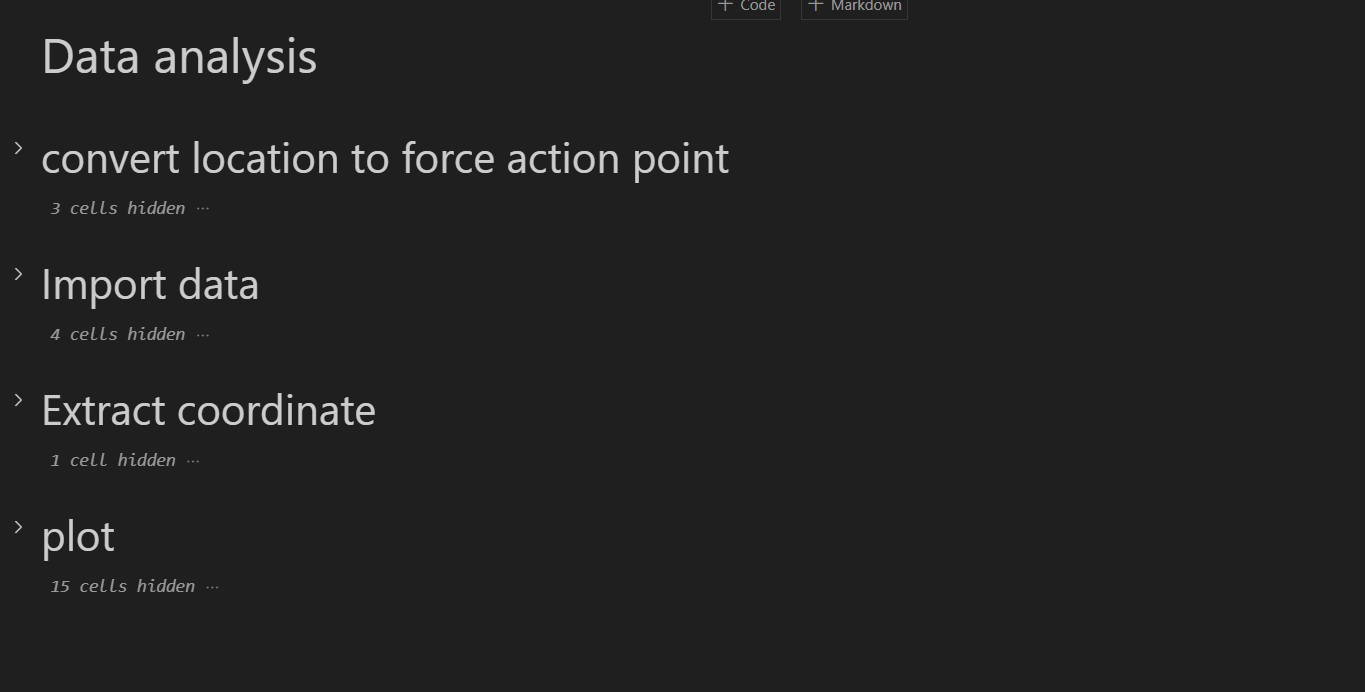 + Code + Markdown
Data analysis
convert location to force action point
3 cells hidden ···
Import data
4 cells hidden ···
Extract coordinate
1 cell hidden ···
plot
15 cells hidden ···